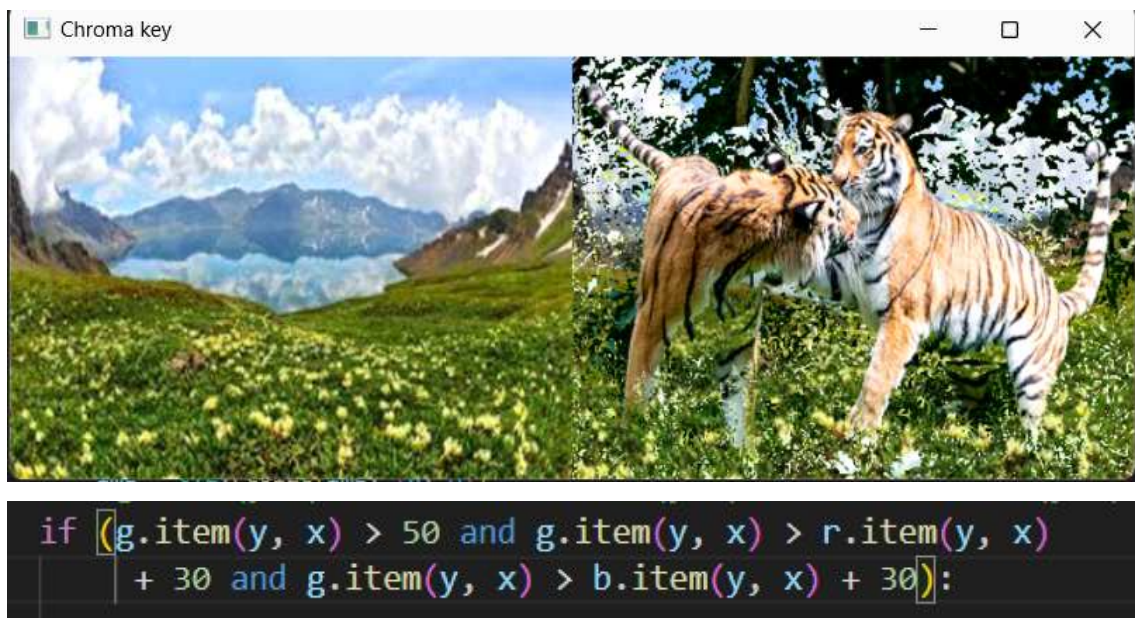 Chroma key
if (g.item(y, x) > 50 and g.item(y, x) > r.item(y, x)
+ 30 and g.item(y, x) > b.item(y, x) + 30):